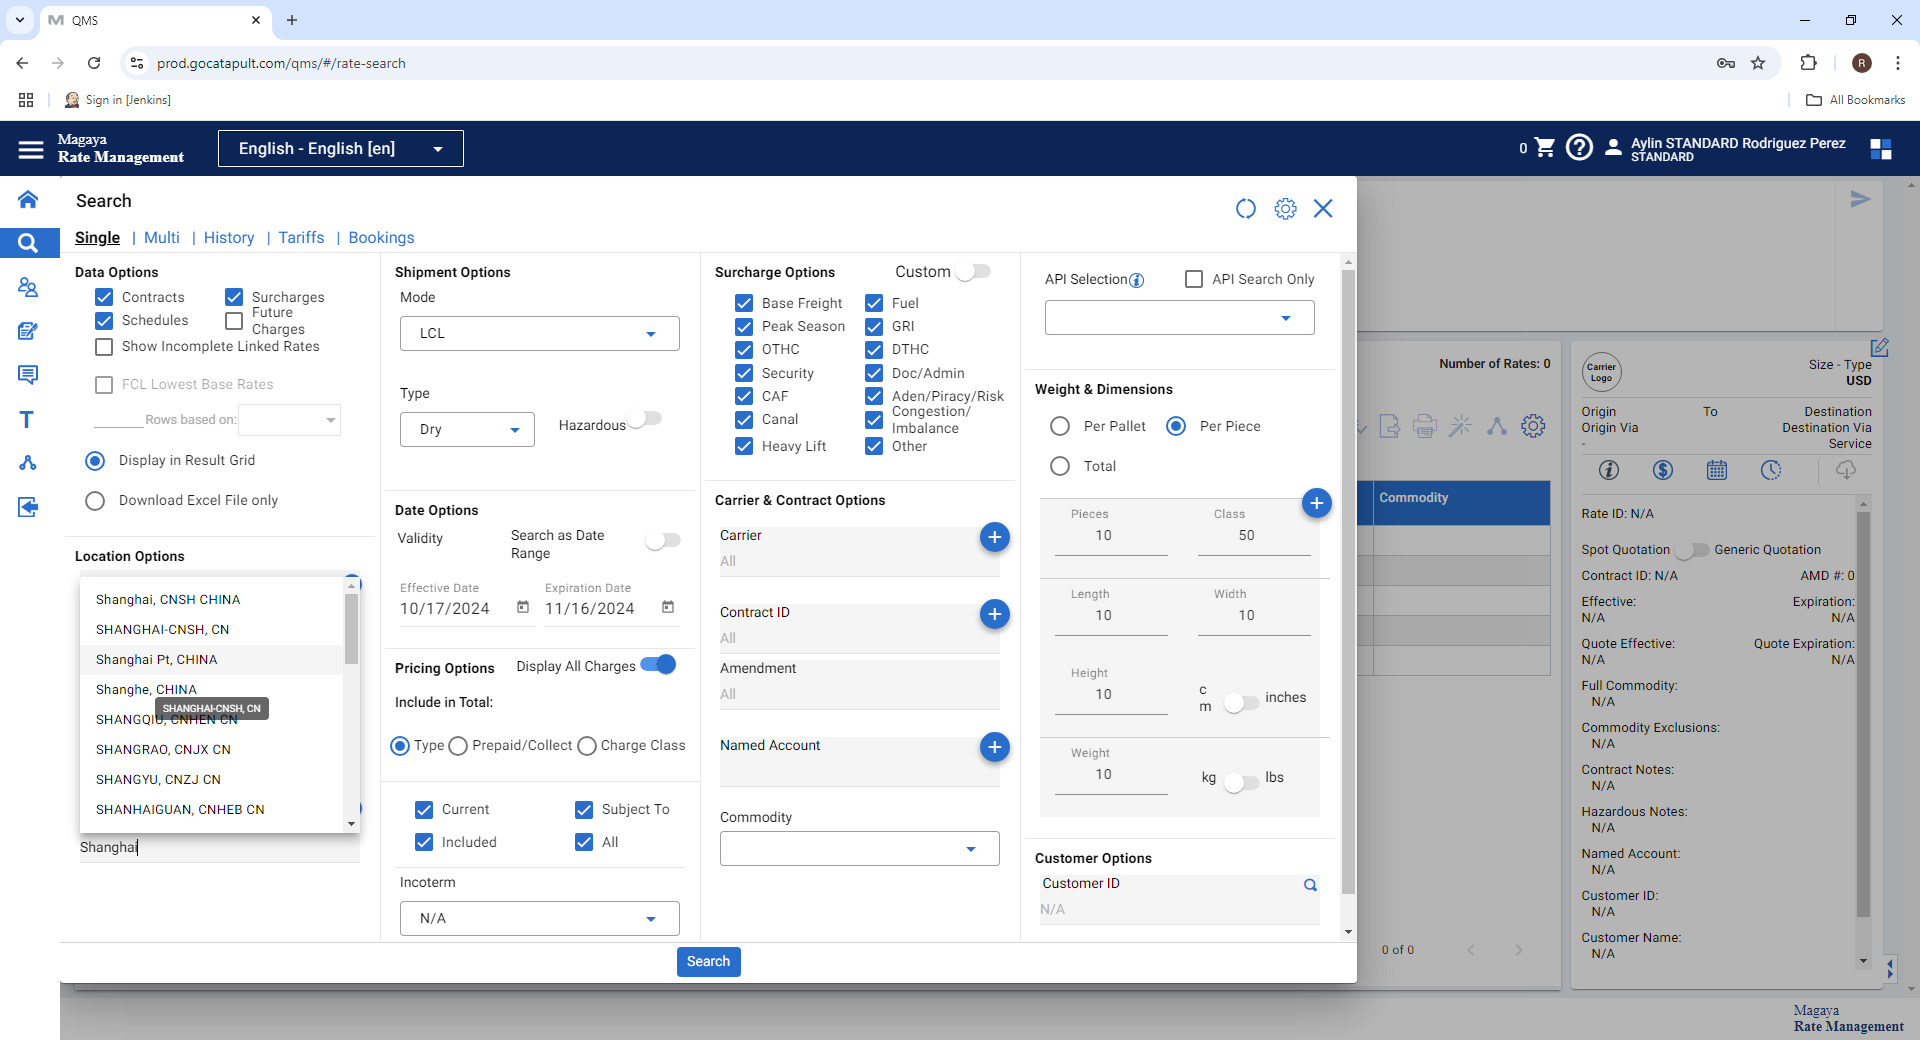 QMS
prod.gocatapult.com/qms/#/rate-search
R
Sign in [Jenkins]
All Bookmarks
Magaya
Rate Management
English - English [en]
0
Aylin STANDARD Rodriguez Perez
STANDARD
Search
Single | Multi | History | Tariffs | Bookings
Data Options
Contracts
Surcharges
Schedules
Future
Charges
Show Incomplete Linked Rates
FCL Lowest Base Rates
Rows based on:
Display in Result Grid
Download Excel File only
Location Options
Shanghai, CNSH CHINA
SHANGHAI-CNSH, CN
Shanghai Pt, CHINA
Shanghe, CHINA
SHANGHAI-CNSH, CN
SHANGQIU, CNHEN CN
SHANGRAO, CNJX CN
SHANGYU, CNZJ CN
SHANHAIGUAN, CNHEB CN
Shanghai
Shipment Options
Mode
LCL
Type
Dry
Hazardous
Date Options
Validity
Search as Date
Range
Effective Date
10/17/2024
Expiration Date
11/16/2024
Pricing Options
Display All Charges
Include in Total:
Type
Prepaid/Collect
Charge Class
Current
Subject To
Included
All
Incoterm
N/A
Surcharge Options
Custom
Base Freight
Fuel
Peak Season
GRI
OTHC
DTHC
Security
Doc/Admin
CAF
Aden/Piracy/Risk
Canal
Congestion/
Imbalance
Heavy Lift
Other
Carrier & Contract Options
Carrier
All
Contract ID
All
Amendment
All
Named Account
Commodity
API Selection
API Search Only
Weight & Dimensions
Per Pallet
Per Piece
Total
Pieces
10
Class
50
Length
10
Width
10
Height
10
c
m
inches
Weight
10
kg
lbs
Customer Options
Customer ID
N/A
Search
Number of Rates: 0
Commodity
0 of 0
Carrier
Logo
Size - Type
USD
Origin
To
Destination
Origin Via
Destination Via
-
Service
Rate ID: N/A
Spot Quotation
Generic Quotation
Contract ID: N/A
AMD #: 0
Effective:
Expiration:
N/A
N/A
Quote Effective:
Quote Expiration:
N/A
N/A
Full Commodity:
N/A
Commodity Exclusions:
N/A
Contract Notes:
N/A
Hazardous Notes:
N/A
Named Account:
N/A
Customer ID:
N/A
Customer Name:
N/A
Magaya
Rate Management